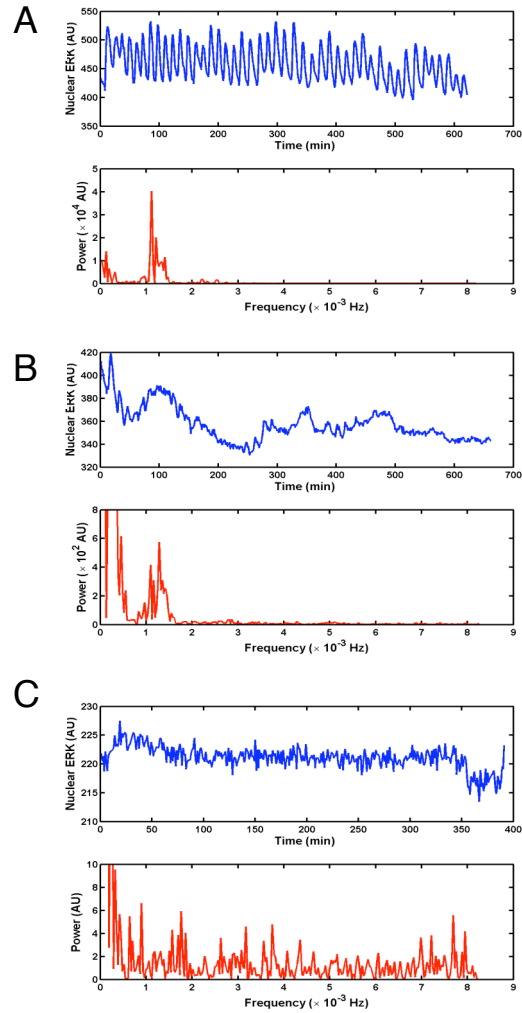 A
Nuclear ERK (AU)
550
500
450
400
350
0 100 200 300 400 500 600 700
Time (min)
Power (× 10⁴ AU)
5
4
3
2
1
0
0 1 2 3 4 5 6 7 8 9
Frequency (× 10⁻³ Hz)
B
Nuclear ERK (AU)
420
400
380
360
340
320
0 100 200 300 400 500 600 700
Time (min)
Power (× 10² AU)
8
6
4
2
0
0 1 2 3 4 5 6 7 8 9
Frequency (× 10⁻³ Hz)
C
Nuclear ERK (AU)
230
225
220
215
210
0 50 100 150 200 250 300 350 400
Time (min)
Power (AU)
10
8
6
4
2
0
0 1 2 3 4 5 6 7 8 9
Frequency (× 10⁻³ Hz)